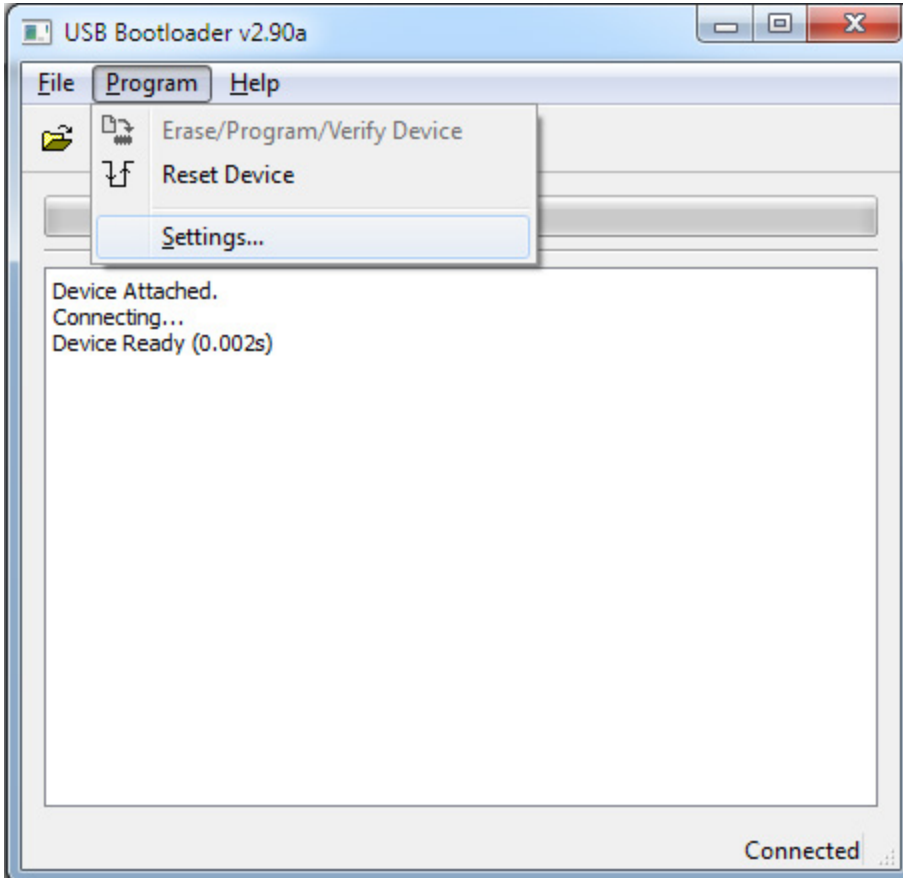 USB Bootloader v2.90a
File Program Help
Erase/Program/Verify Device
Reset Device
Settings...
Device Attached.
Connecting...
Device Ready (0.002s)
Connected